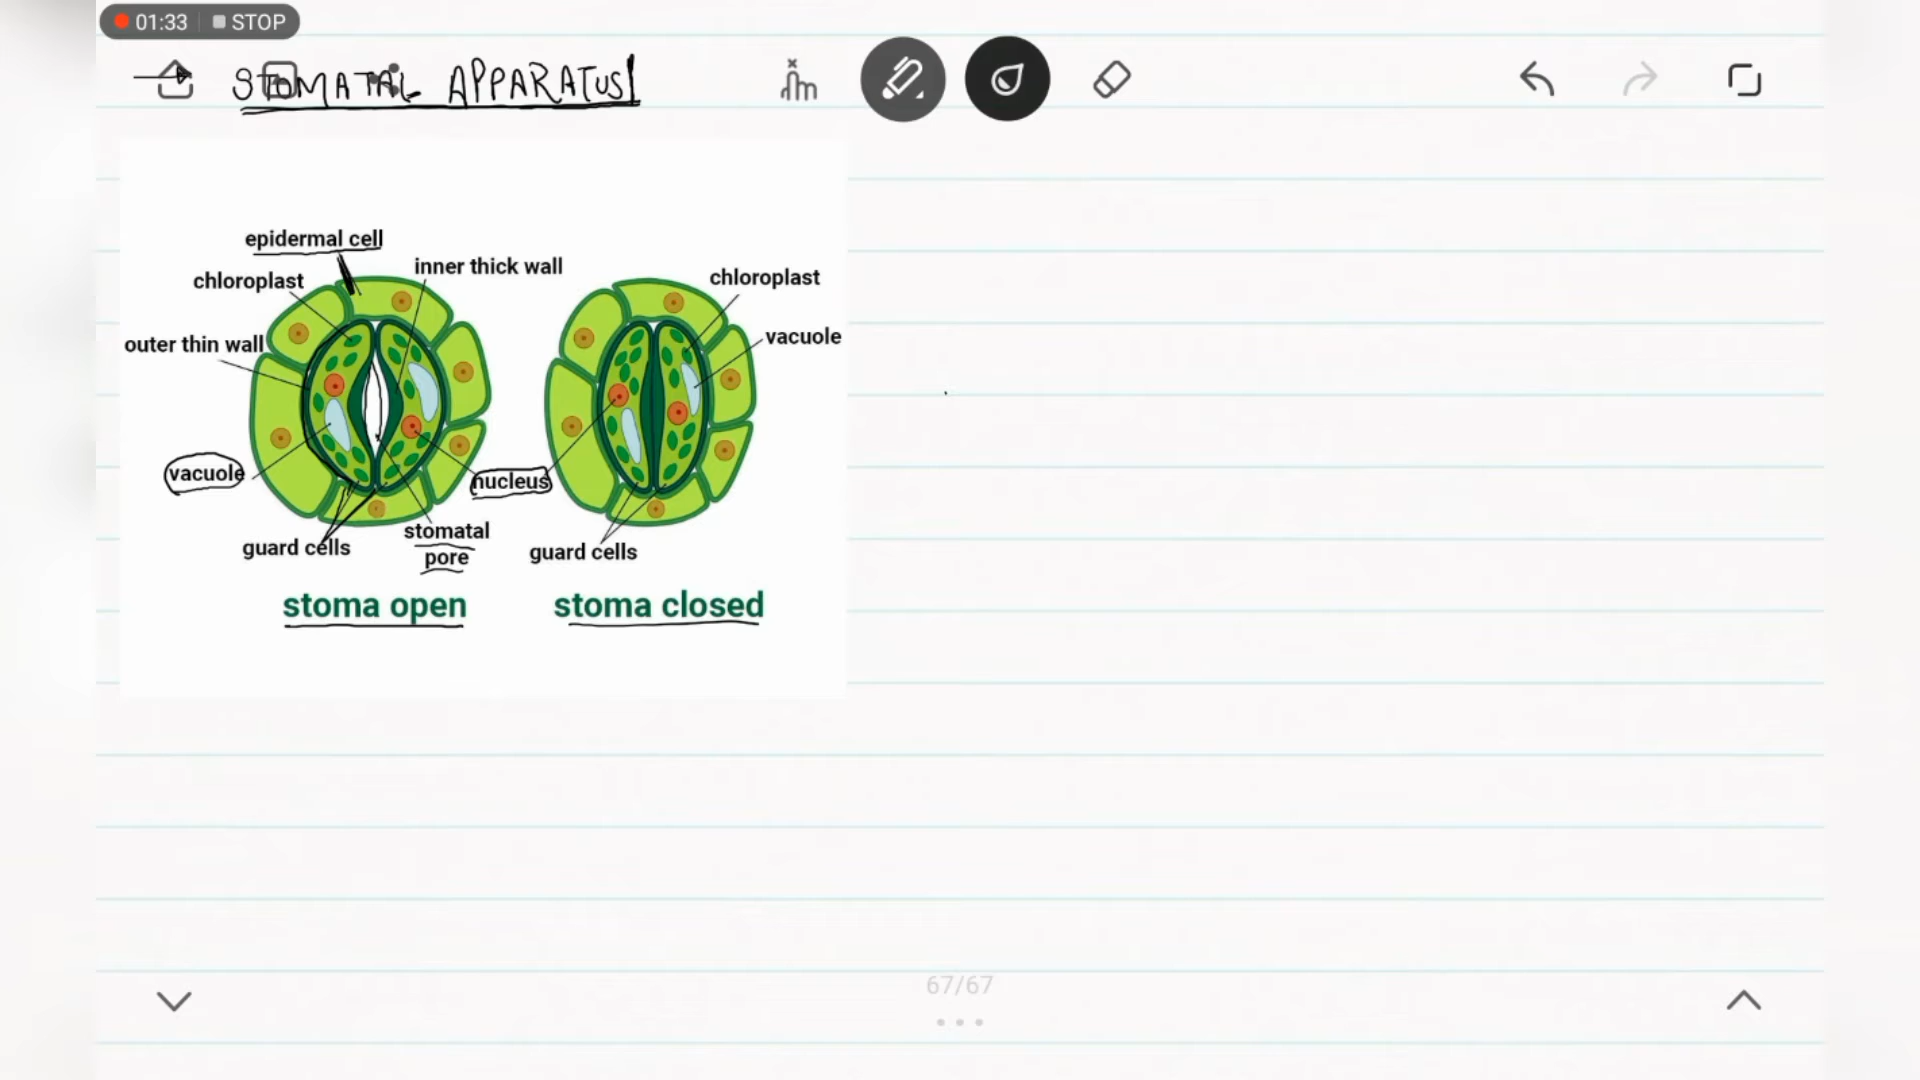 01:33 STOP
STOMATAL APPARATUS
epidermal cell
inner thick wall
chloroplast
chloroplast
outer thin wall
vacuole
vacuole
nucleus
stomatal
pore
guard cells
guard cells
stoma open
stoma closed
67/67